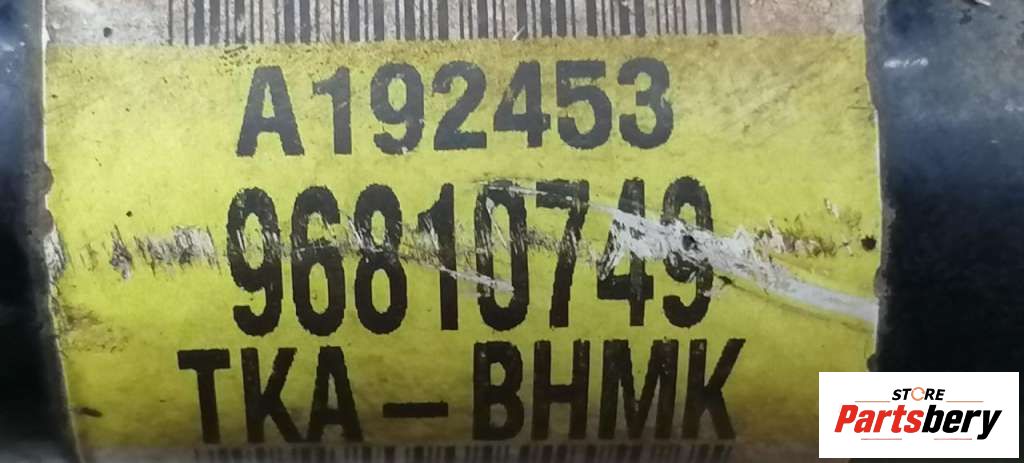 A192453
96810749
TKA-BHMK
STORE
Partsbery